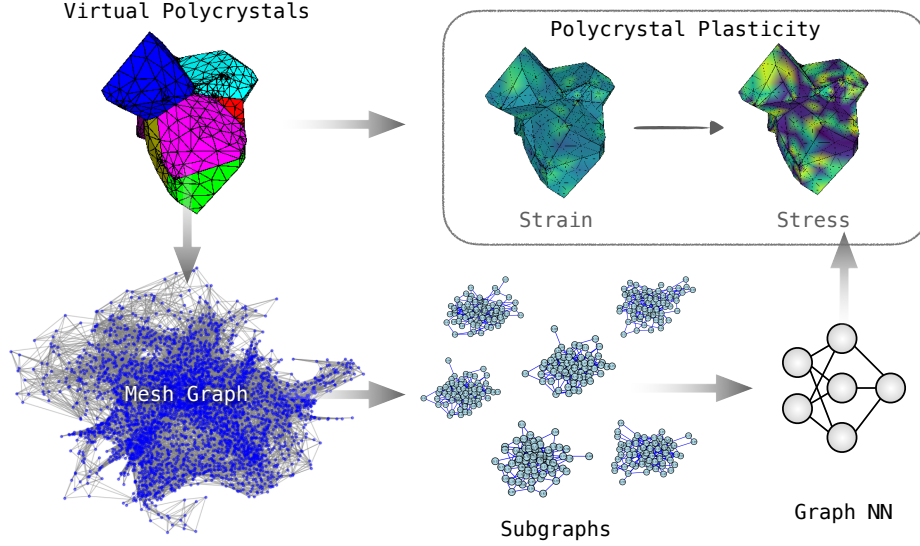 Virtual Polycrystals
Polycrystal Plasticity
Strain
Stress
Mesh Graph
Subgraphs
Graph NN